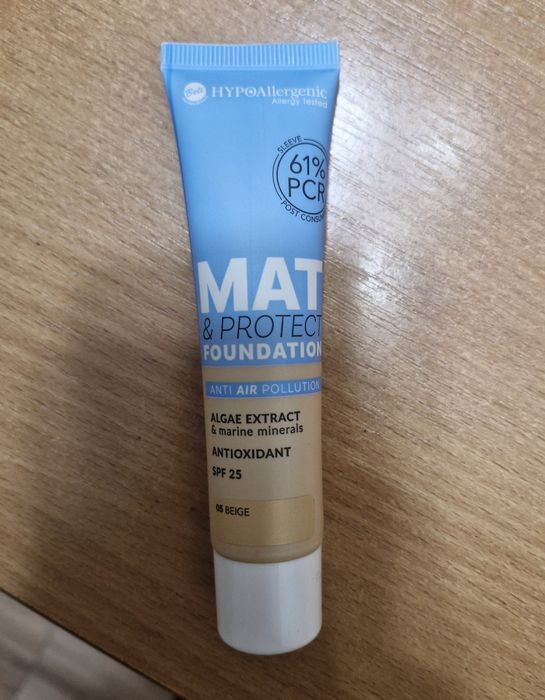 Bell HYPOAllergenic
Allergy Tested
SLEEVE
61%
PCR
POST
MAT
& PROTECT
FOUNDATION
ANTI AIR POLLUTION
ALGAE EXTRACT
& marine minerals
ANTIOXIDANT
SPF 25
05 BEIGE